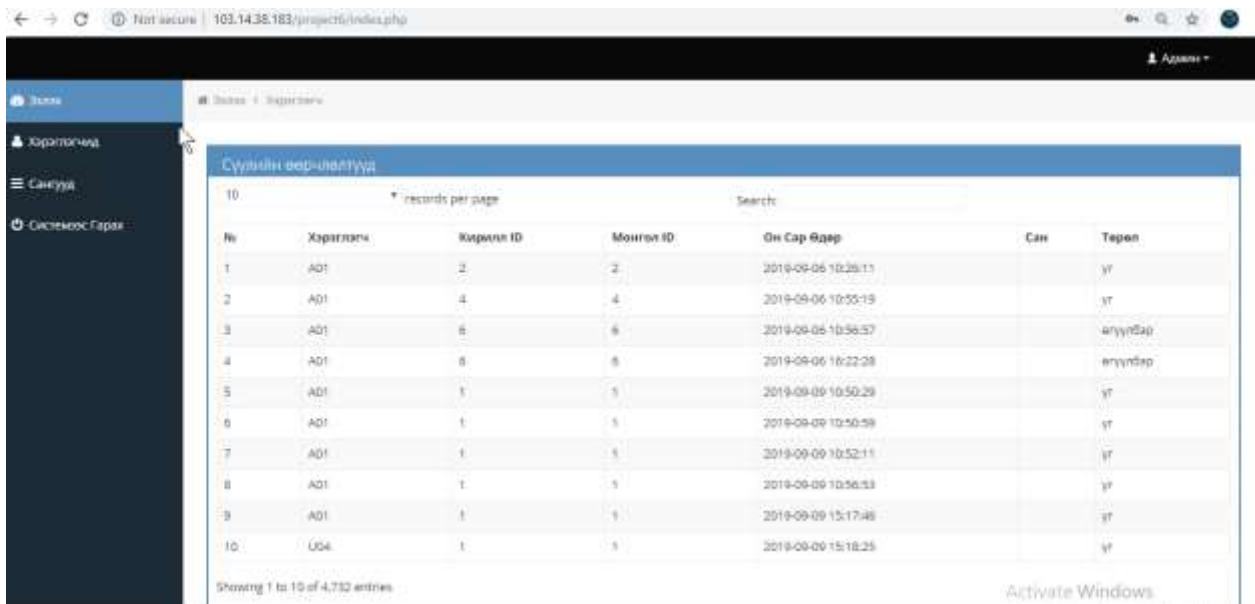 Not secure | 103.14.38.183/project6/index.php
Админ
Эхлэл
Эхлэл / Хэрэглэгч
Хэрэглэгчид
Сангууд
Системээс Гарах
Сүүлийн өөрчлөлтүүд
10 records per page Search:
№ Хэрэглэгч Кирилл ID Монгол ID Он Сар Өдөр Сан Төрөл
1 A01 2 2 2019-09-06 10:26:11 үг
2 A01 4 4 2019-09-06 10:55:19 үг
3 A01 6 6 2019-09-06 10:56:57 өгүүлбэр
4 A01 6 6 2019-09-06 16:22:28 өгүүлбэр
5 A01 1 1 2019-09-09 10:50:29 үг
6 A01 1 1 2019-09-09 10:50:59 үг
7 A01 1 1 2019-09-09 10:52:11 үг
8 A01 1 1 2019-09-09 10:56:53 үг
9 A01 1 1 2019-09-09 15:17:46 үг
10 U04 1 1 2019-09-09 15:18:25 үг
Showing 1 to 10 of 4,732 entries
Activate Windows